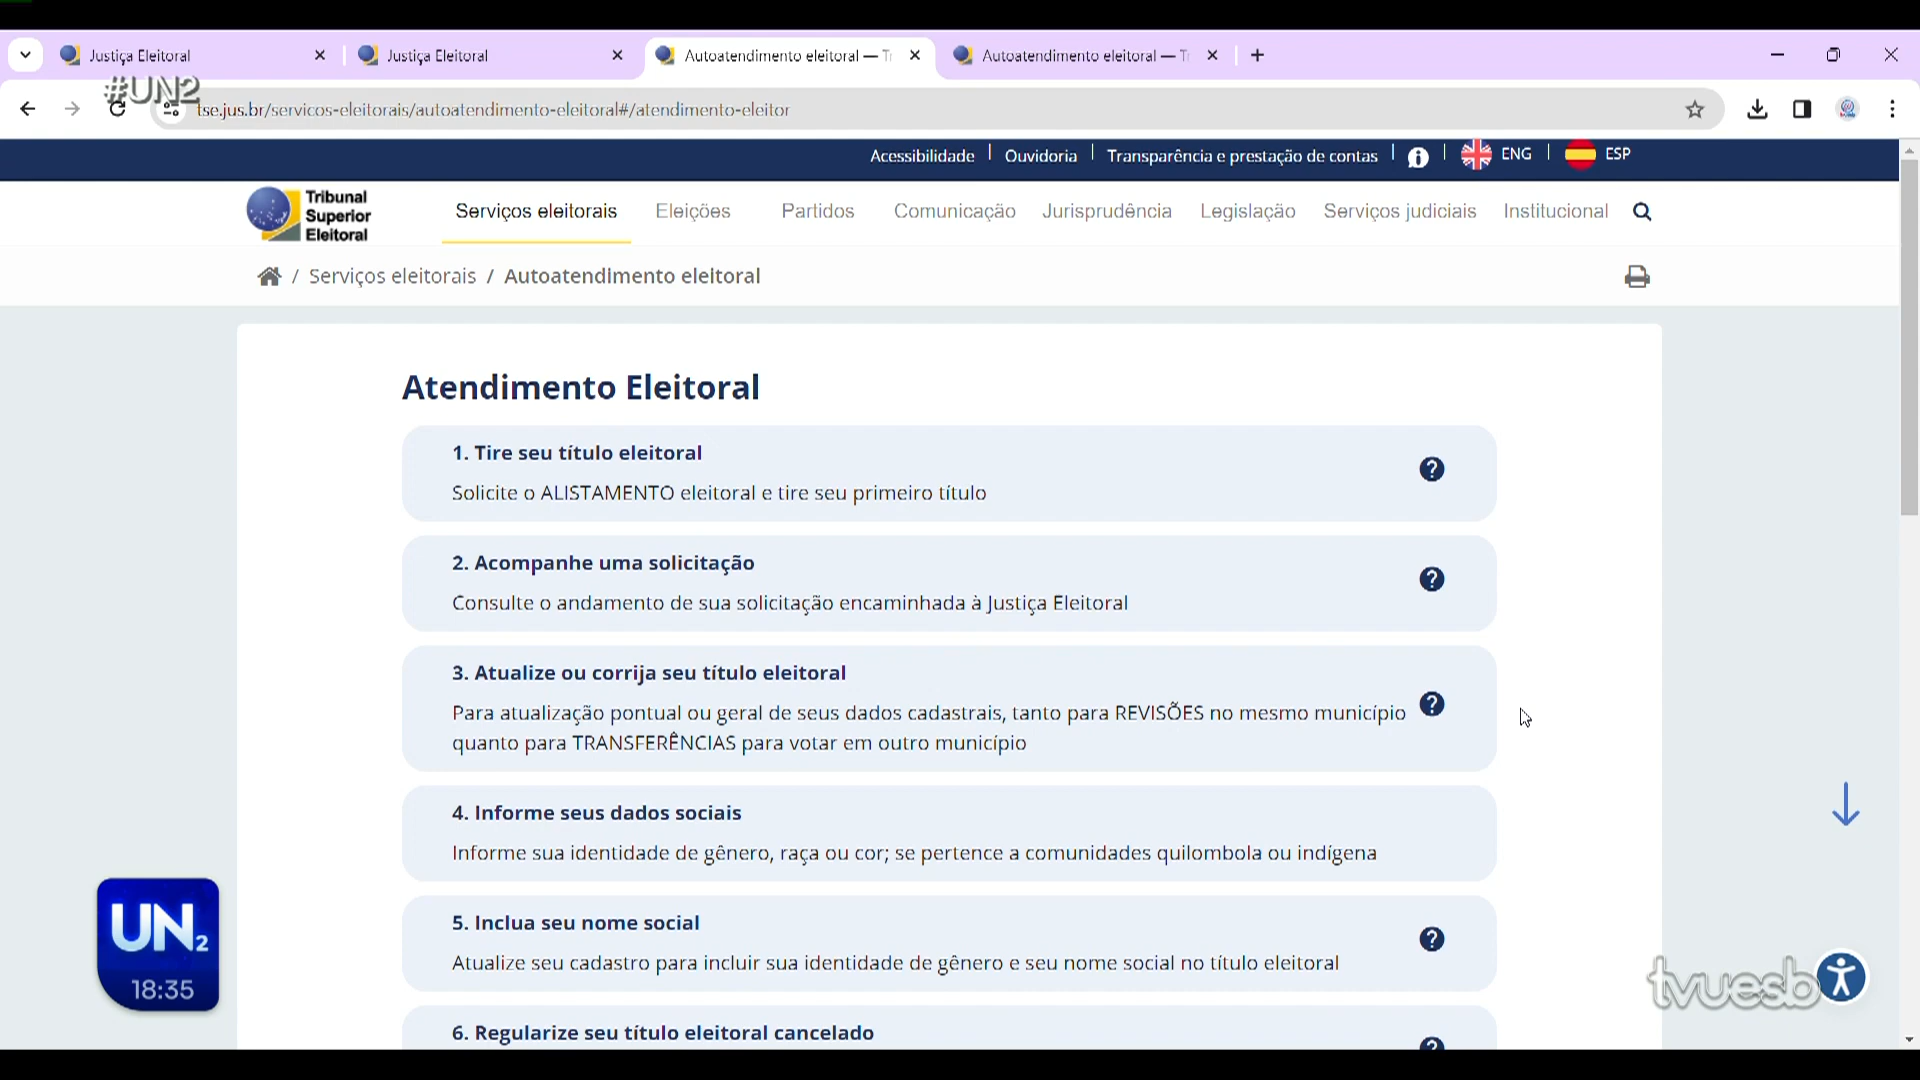 Justiça Eleitoral
Justiça Eleitoral
Autoatendimento eleitoral — Tr
Autoatendimento eleitoral — Tr
#UN2
tse.jus.br/servicos-eleitorais/autoatendimento-eleitoral#/atendimento-eleitor
Acessibilidade
Ouvidoria
Transparência e prestação de contas
ENG
ESP
Tribunal
Superior
Eleitoral
Serviços eleitorais
Eleições
Partidos
Comunicação
Jurisprudência
Legislação
Serviços judiciais
Institucional
/ Serviços eleitorais / Autoatendimento eleitoral
Atendimento Eleitoral
1. Tire seu título eleitoral
Solicite o ALISTAMENTO eleitoral e tire seu primeiro título
?
2. Acompanhe uma solicitação
Consulte o andamento de sua solicitação encaminhada à Justiça Eleitoral
?
3. Atualize ou corrija seu título eleitoral
Para atualização pontual ou geral de seus dados cadastrais, tanto para REVISÕES no mesmo município
quanto para TRANSFERÊNCIAS para votar em outro município
?
4. Informe seus dados sociais
Informe sua identidade de gênero, raça ou cor; se pertence a comunidades quilombola ou indígena
5. Inclua seu nome social
Atualize seu cadastro para incluir sua identidade de gênero e seu nome social no título eleitoral
?
6. Regularize seu título eleitoral cancelado
?
UN2
18:35
tvuesb